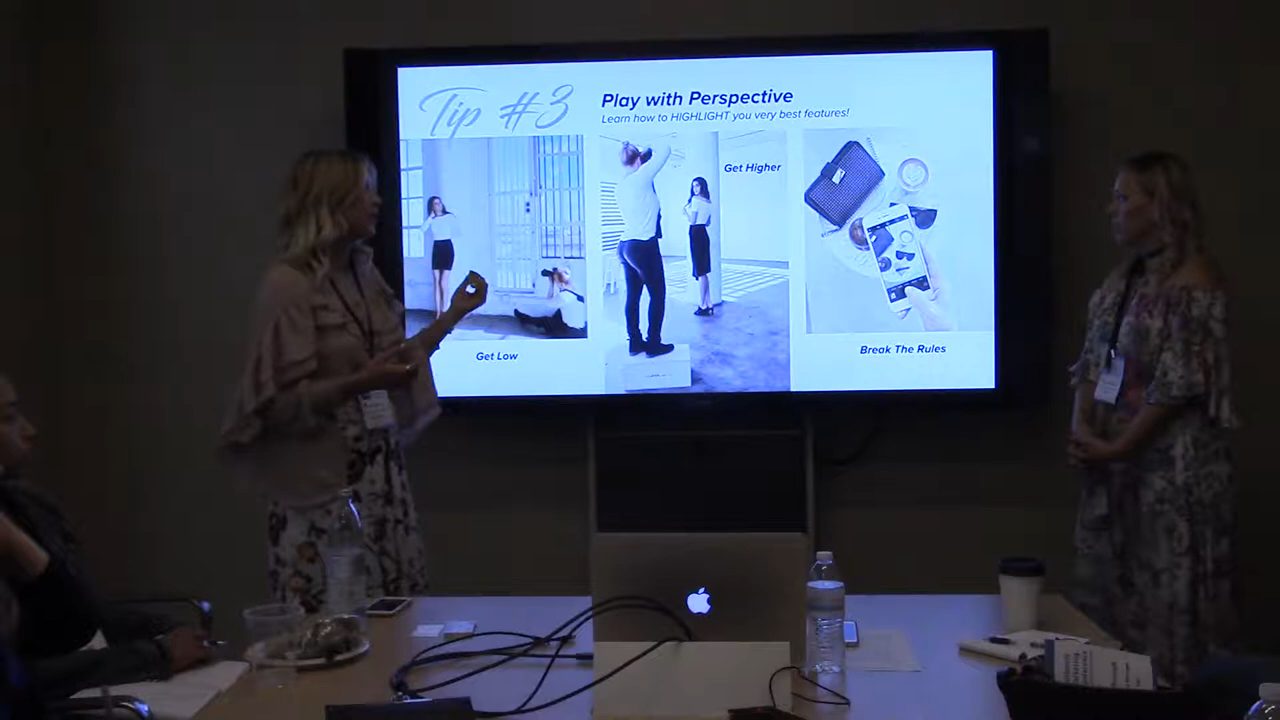 Tip #3
Play with Perspective
Learn how to HIGHLIGHT you very best features!
Get Higher
Get Low
Break The Rules